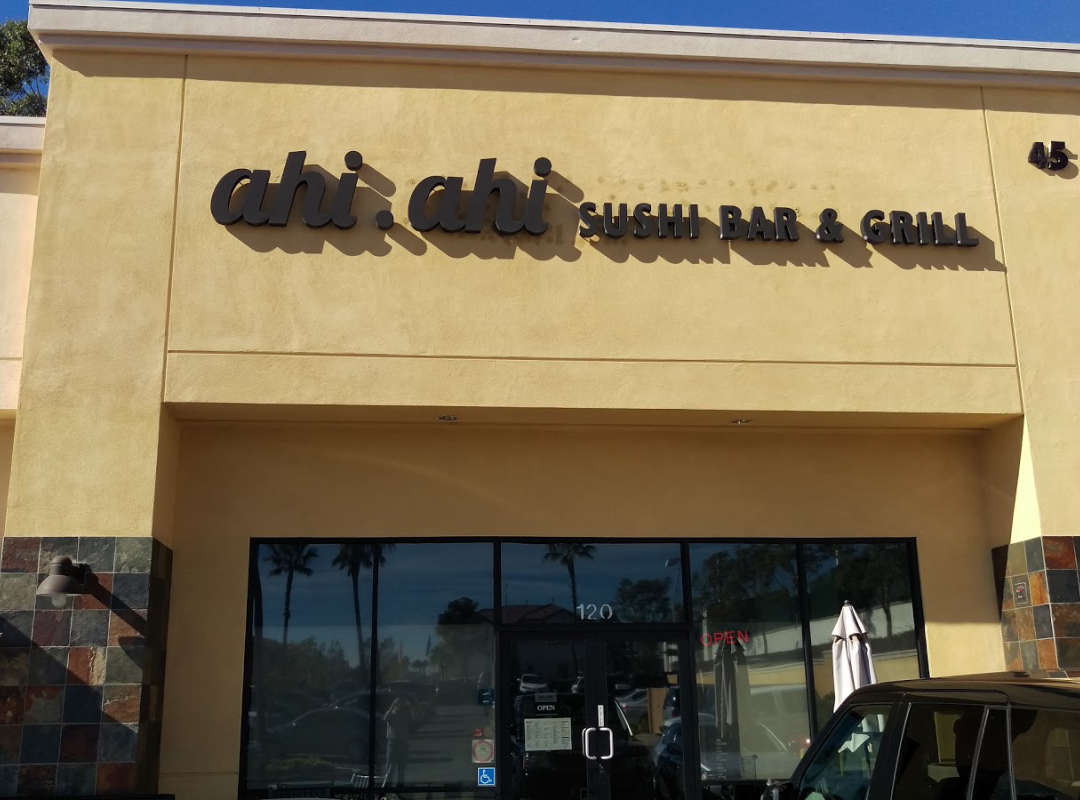 ahi.ahi SUSHI BAR & GRILL
45
120
OPEN
OPEN